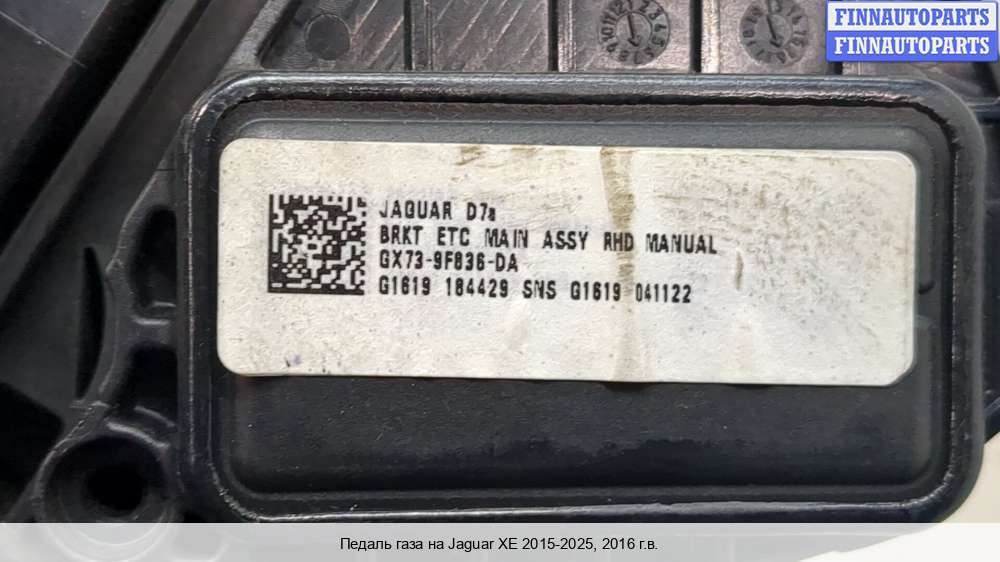 FINNAUTOPARTS
FINNAUTOPARTS
JAGUAR D7a
BRKT ETC MAIN ASSY RHD MANUAL
GX73-9F836-DA
G1619 184429 SNS G1619 041122
Педаль газа на Jaguar XE 2015-2025, 2016 г.в.